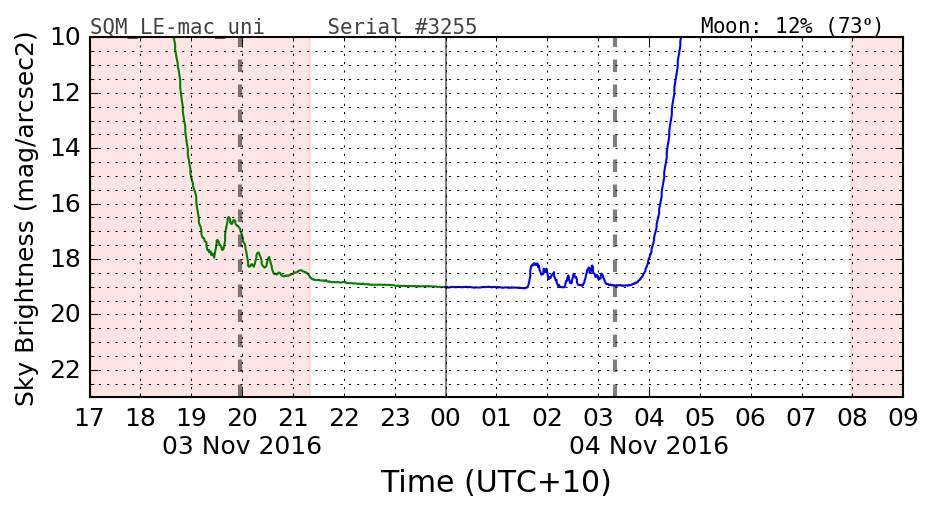 SQM_LE-mac_uni Serial #3255 Moon: 12% (73°)
Sky Brightness (mag/arcsec2)
10
12
14
16
18
20
22
17 18 19 20 21 22 23 00 01 02 03 04 05 06 07 08 09
03 Nov 2016 04 Nov 2016
Time (UTC+10)